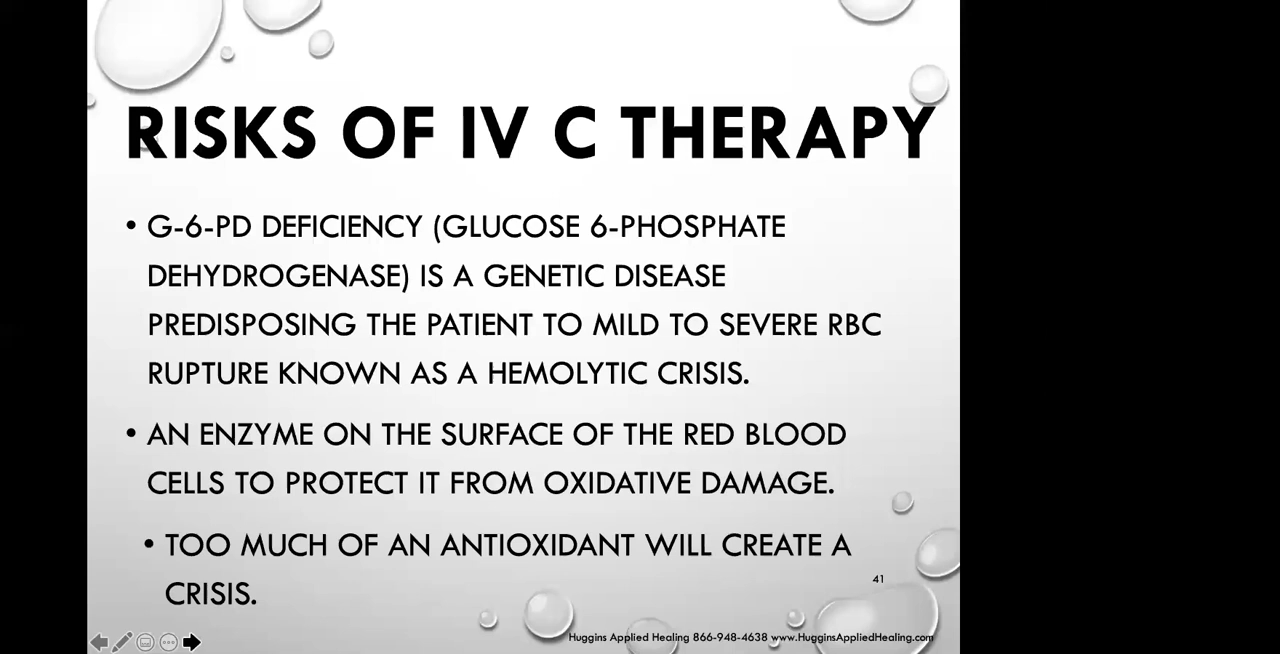 RISKS OF IV C THERAPY
• G-6-PD DEFICIENCY (GLUCOSE 6-PHOSPHATE
DEHYDROGENASE) IS A GENETIC DISEASE
PREDISPOSING THE PATIENT TO MILD TO SEVERE RBC
RUPTURE KNOWN AS A HEMOLYTIC CRISIS.
• AN ENZYME ON THE SURFACE OF THE RED BLOOD
CELLS TO PROTECT IT FROM OXIDATIVE DAMAGE.
• TOO MUCH OF AN ANTIOXIDANT WILL CREATE A
CRISIS.
41
Huggins Applied Healing 866-948-4638 www.HugginsAppliedHealing.com